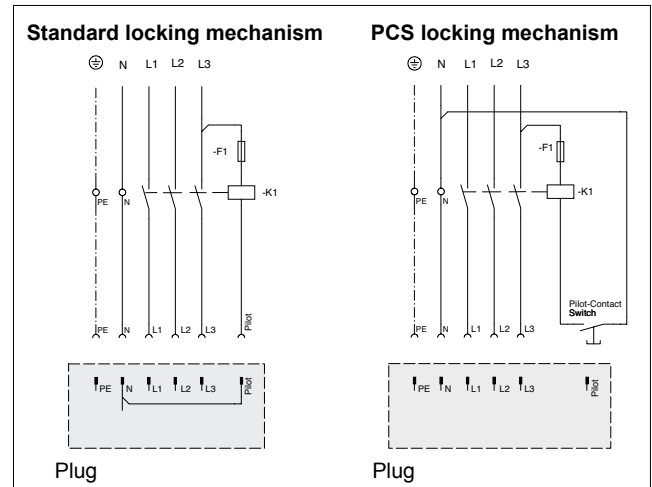 Standard locking mechanism
N L1 L2 L3
-F1
-K1
PE N
PE N L1 L2 L3 Pilot
PE N L1 L2 L3 Pilot
Plug
PCS locking mechanism
N L1 L2 L3
-F1
-K1
PE N
Pilot-Contact
Switch
PE N L1 L2 L3
PE N L1 L2 L3 Pilot
Plug